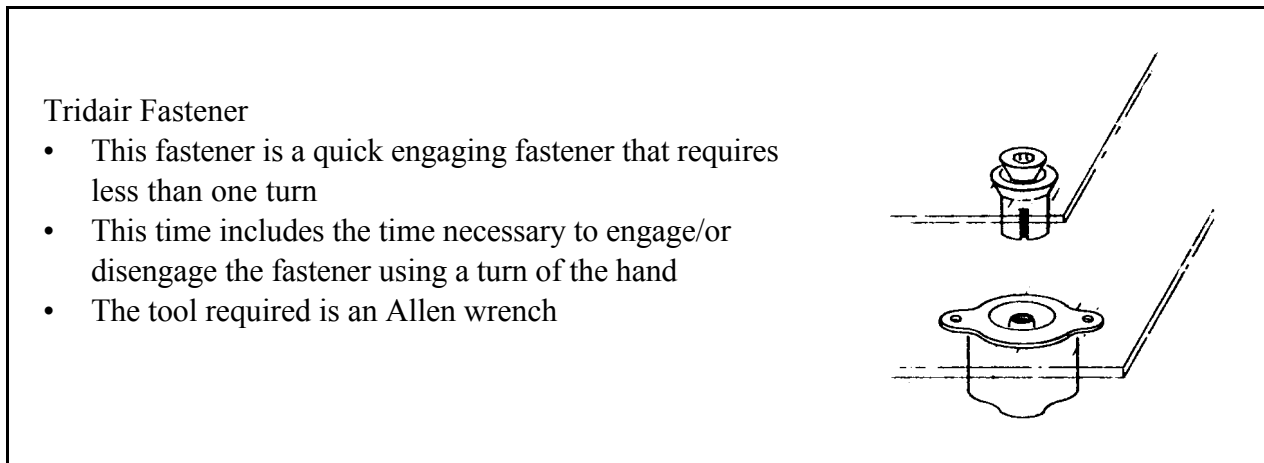 Tridair Fastener
• This fastener is a quick engaging fastener that requires
less than one turn
• This time includes the time necessary to engage/or
disengage the fastener using a turn of the hand
• The tool required is an Allen wrench